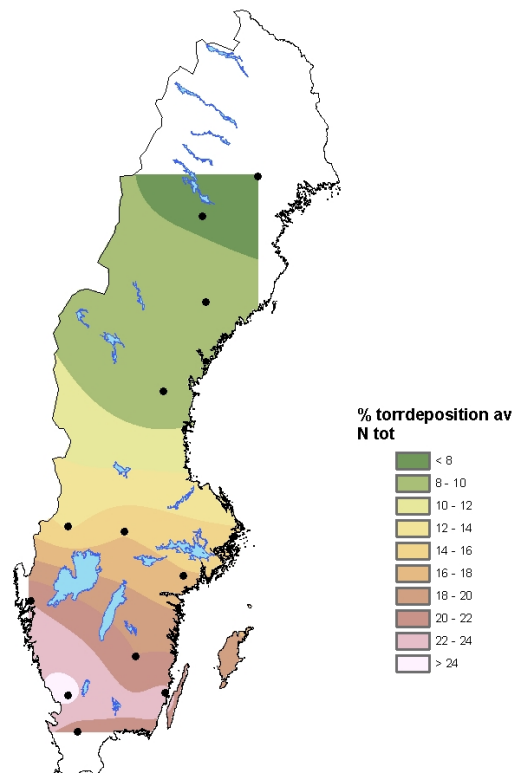 % torrdeposition av
N tot
< 8
8 - 10
10 - 12
12 - 14
14 - 16
16 - 18
18 - 20
20 - 22
22 - 24
> 24